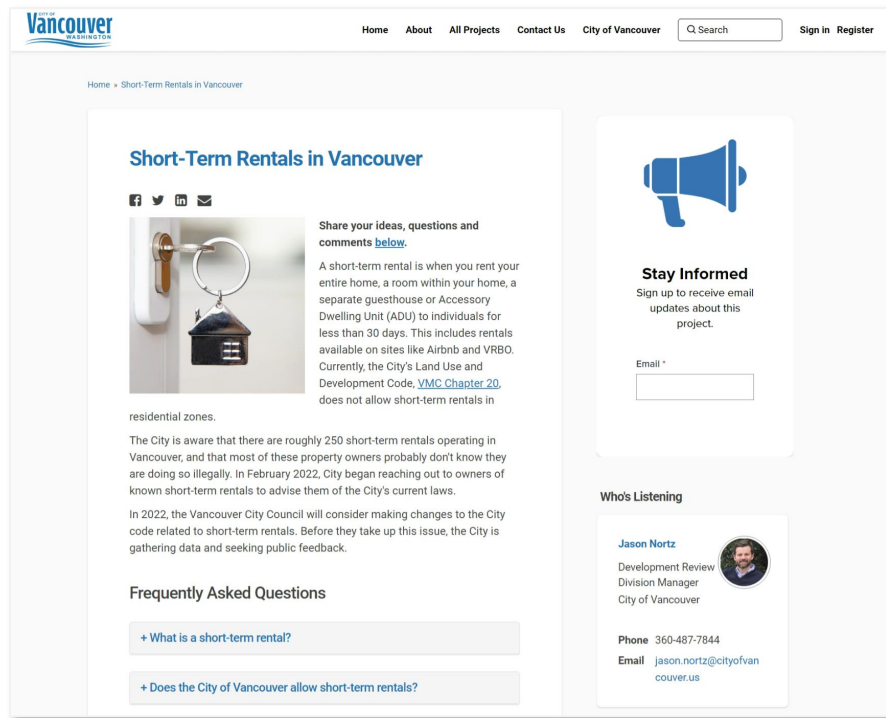 CITY OF
Vancouver
WASHINGTON
Home About All Projects Contact Us City of Vancouver Search Sign in Register
Home » Short-Term Rentals in Vancouver
Short-Term Rentals in Vancouver
Share your ideas, questions and
comments below.
A short-term rental is when you rent your
entire home, a room within your home, a
separate guesthouse or Accessory
Dwelling Unit (ADU) to individuals for
less than 30 days. This includes rentals
available on sites like Airbnb and VRBO.
Currently, the City's Land Use and
Development Code, VMC Chapter 20,
does not allow short-term rentals in
residential zones.
The City is aware that there are roughly 250 short-term rentals operating in
Vancouver, and that most of these property owners probably don't know they
are doing so illegally. In February 2022, City began reaching out to owners of
known short-term rentals to advise them of the City's current laws.
In 2022, the Vancouver City Council will consider making changes to the City
code related to short-term rentals. Before they take up this issue, the City is
gathering data and seeking public feedback.
Frequently Asked Questions
+ What is a short-term rental?
+ Does the City of Vancouver allow short-term rentals?
Stay Informed
Sign up to receive email
updates about this
project.
Email *
Who's Listening
Jason Nortz
Development Review
Division Manager
City of Vancouver
Phone 360-487-7844
Email jason.nortz@cityofvan
couver.us